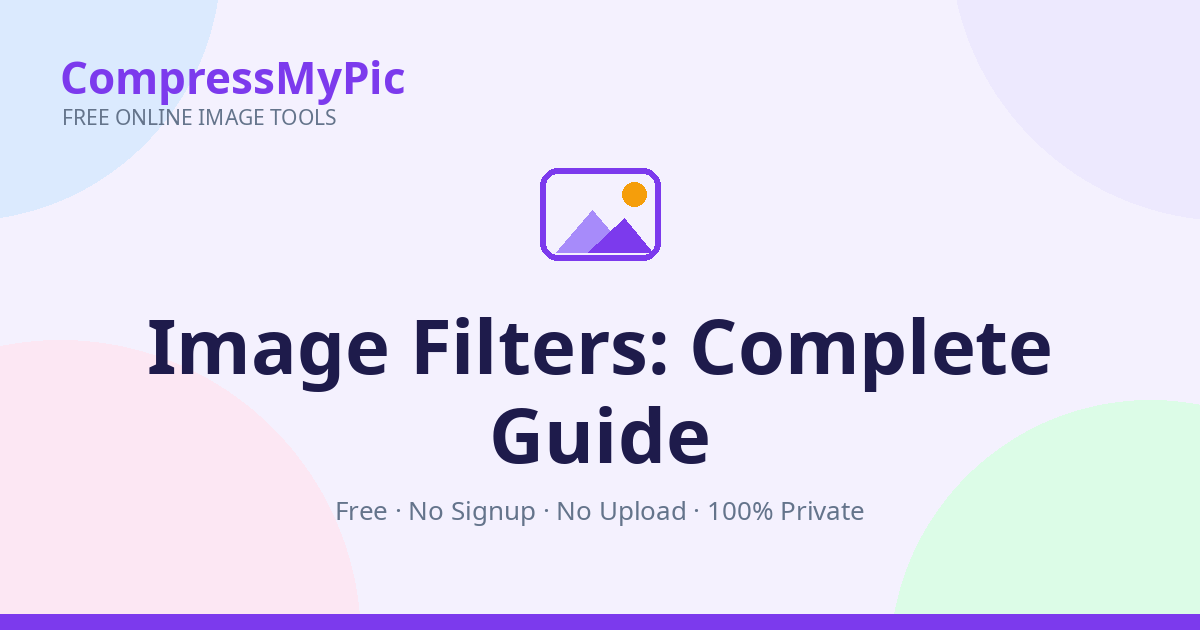 CompressMyPic
FREE ONLINE IMAGE TOOLS
Image Filters: Complete
Guide
Free · No Signup · No Upload · 100% Private